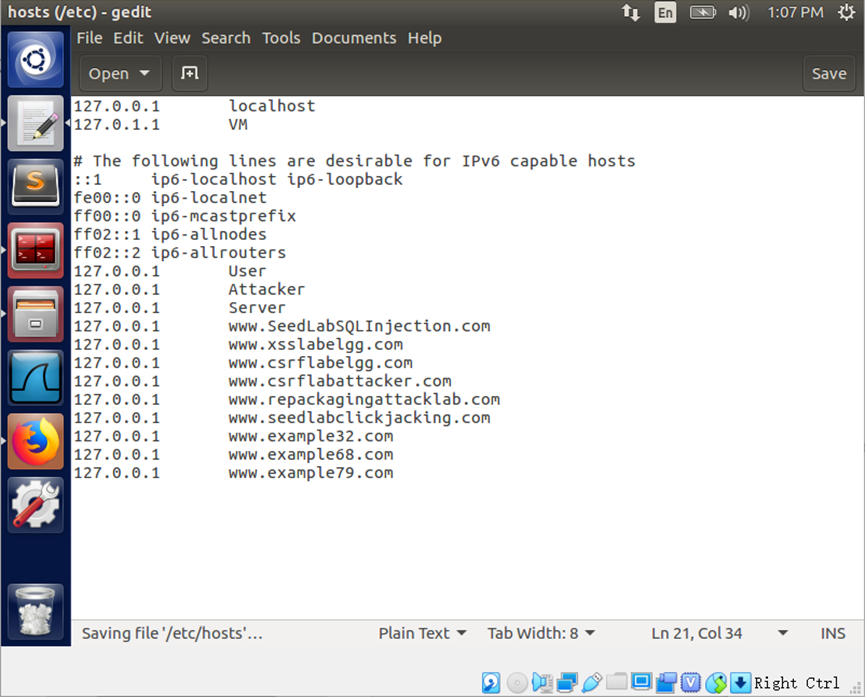 hosts (/etc) - gedit En 1:07 PM
File Edit View Search Tools Documents Help
Open Save
127.0.0.1 localhost
127.0.1.1 VM
# The following lines are desirable for IPv6 capable hosts
::1 ip6-localhost ip6-loopback
fe00::0 ip6-localnet
ff00::0 ip6-mcastprefix
ff02::1 ip6-allnodes
ff02::2 ip6-allrouters
127.0.0.1 User
127.0.0.1 Attacker
127.0.0.1 Server
127.0.0.1 www.SeedLabSQLInjection.com
127.0.0.1 www.xsslabelgg.com
127.0.0.1 www.csrflabelgg.com
127.0.0.1 www.csrflabattacker.com
127.0.0.1 www.repackagingattacklab.com
127.0.0.1 www.seedlabclickjacking.com
127.0.0.1 www.example32.com
127.0.0.1 www.example68.com
127.0.0.1 www.example79.com
Saving file '/etc/hosts'... Plain Text Tab Width: 8 Ln 21, Col 34 INS
Right Ctrl